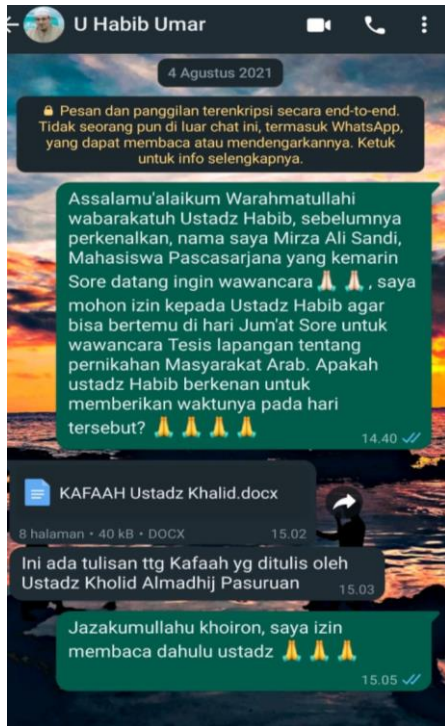 U Habib Umar
4 Agustus 2021
Pesan dan panggilan terenkripsi secara end-to-end.
Tidak seorang pun di luar chat ini, termasuk WhatsApp,
yang dapat membaca atau mendengarkannya. Ketuk
untuk info selengkapnya.
Assalamu'alaikum Warahmatullahi
wabarakatuh Ustadz Habib, sebelumnya
perkenalkan, nama saya Mirza Ali Sandi,
Mahasiswa Pascasarjana yang kemarin
Sore datang ingin wawancara 🙏🏻 🙏🏻 , saya
mohon izin kepada Ustadz Habib agar
bisa bertemu di hari Jum'at Sore untuk
wawancara Tesis lapangan tentang
pernikahan Masyarakat Arab. Apakah
ustadz Habib berkenan untuk
memberikan waktunya pada hari
tersebut? 🙏 🙏 🙏 🙏
14.40
KAFAAH Ustadz Khalid.docx
8 halaman • 40 kB • DOCX 15.02
Ini ada tulisan ttg Kafaah yg ditulis oleh
Ustadz Kholid Almadhij Pasuruan
15.03
Jazakumullahu khoiron, saya izin
membaca dahulu ustadz 🙏 🙏 🙏
15.05